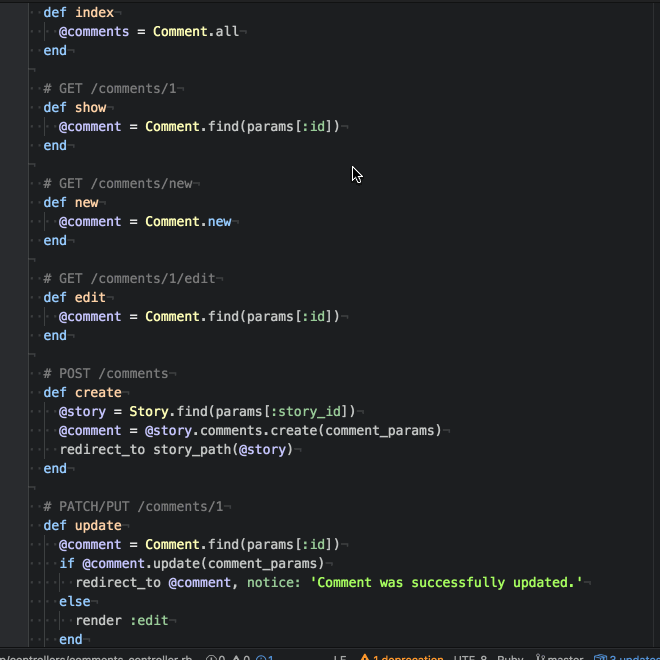 def index
@comments = Comment.all
end
# GET /comments/1
def show
@comment = Comment.find(params[:id])
end
# GET /comments/new
def new
@comment = Comment.new
end
# GET /comments/1/edit
def edit
@comment = Comment.find(params[:id])
end
# POST /comments
def create
@story = Story.find(params[:story_id])
@comment = @story.comments.create(comment_params)
redirect_to story_path(@story)
end
# PATCH/PUT /comments/1
def update
@comment = Comment.find(params[:id])
if @comment.update(comment_params)
redirect_to @comment, notice: 'Comment was successfully updated.'
else
render :edit
end
p/controllers/comments_controller.rb 0 0 1 LF 1 deprecation UTF-8 Ruby master 3 updates